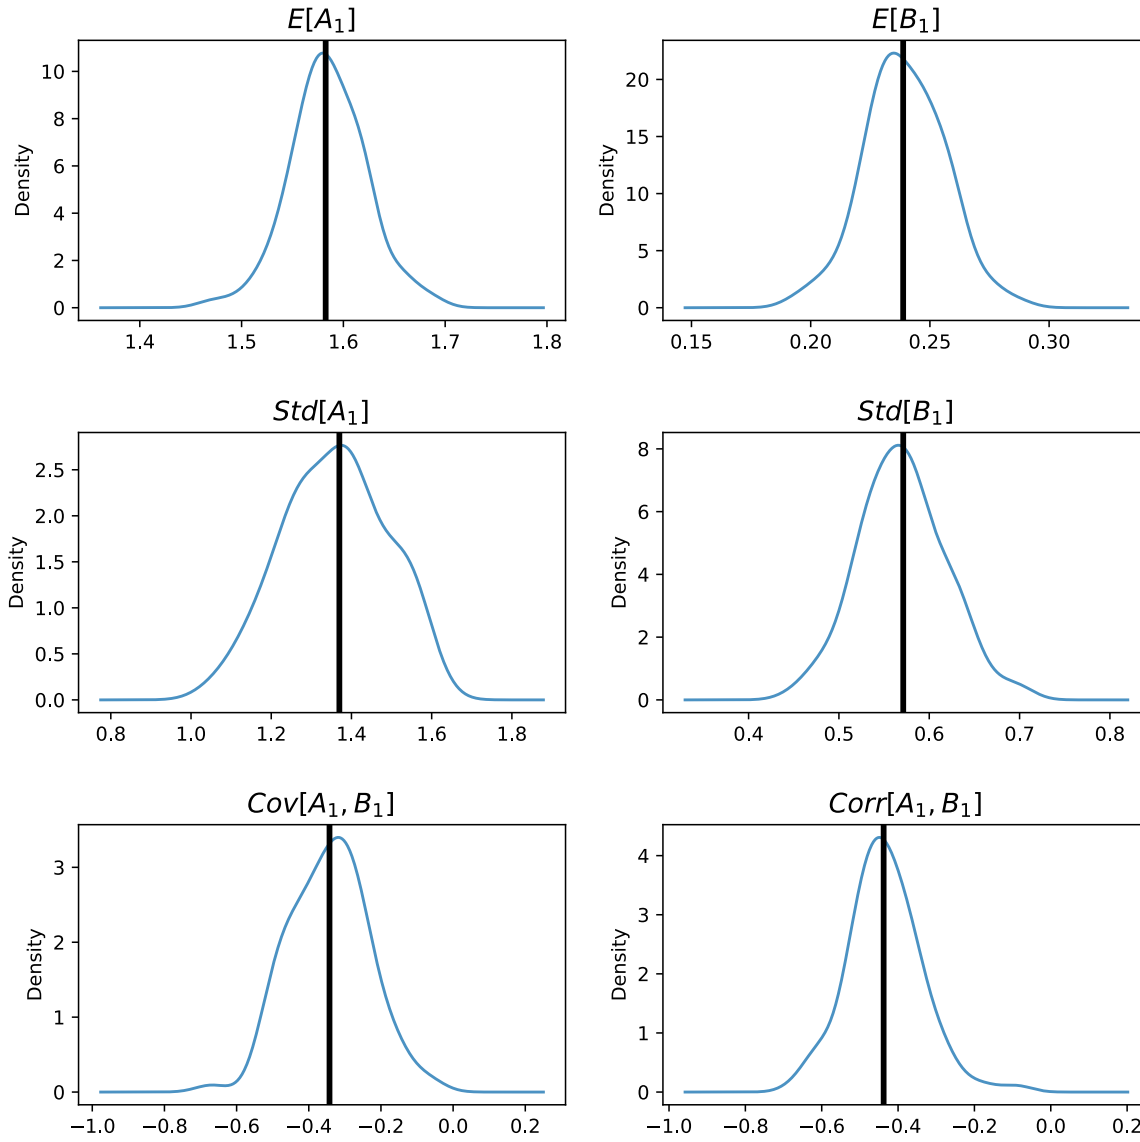 E[A₁]
Density
10
8
6
4
2
0
1.4 1.5 1.6 1.7 1.8
E[B₁]
Density
20
15
10
5
0
0.15 0.20 0.25 0.30
Std[A₁]
Density
2.5
2.0
1.5
1.0
0.5
0.0
0.8 1.0 1.2 1.4 1.6 1.8
Std[B₁]
Density
8
6
4
2
0
0.4 0.5 0.6 0.7 0.8
Cov[A₁, B₁]
Density
3
2
1
0
−1.0 −0.8 −0.6 −0.4 −0.2 0.0 0.2
Corr[A₁, B₁]
Density
4
3
2
1
0
−1.0 −0.8 −0.6 −0.4 −0.2 0.0 0.2